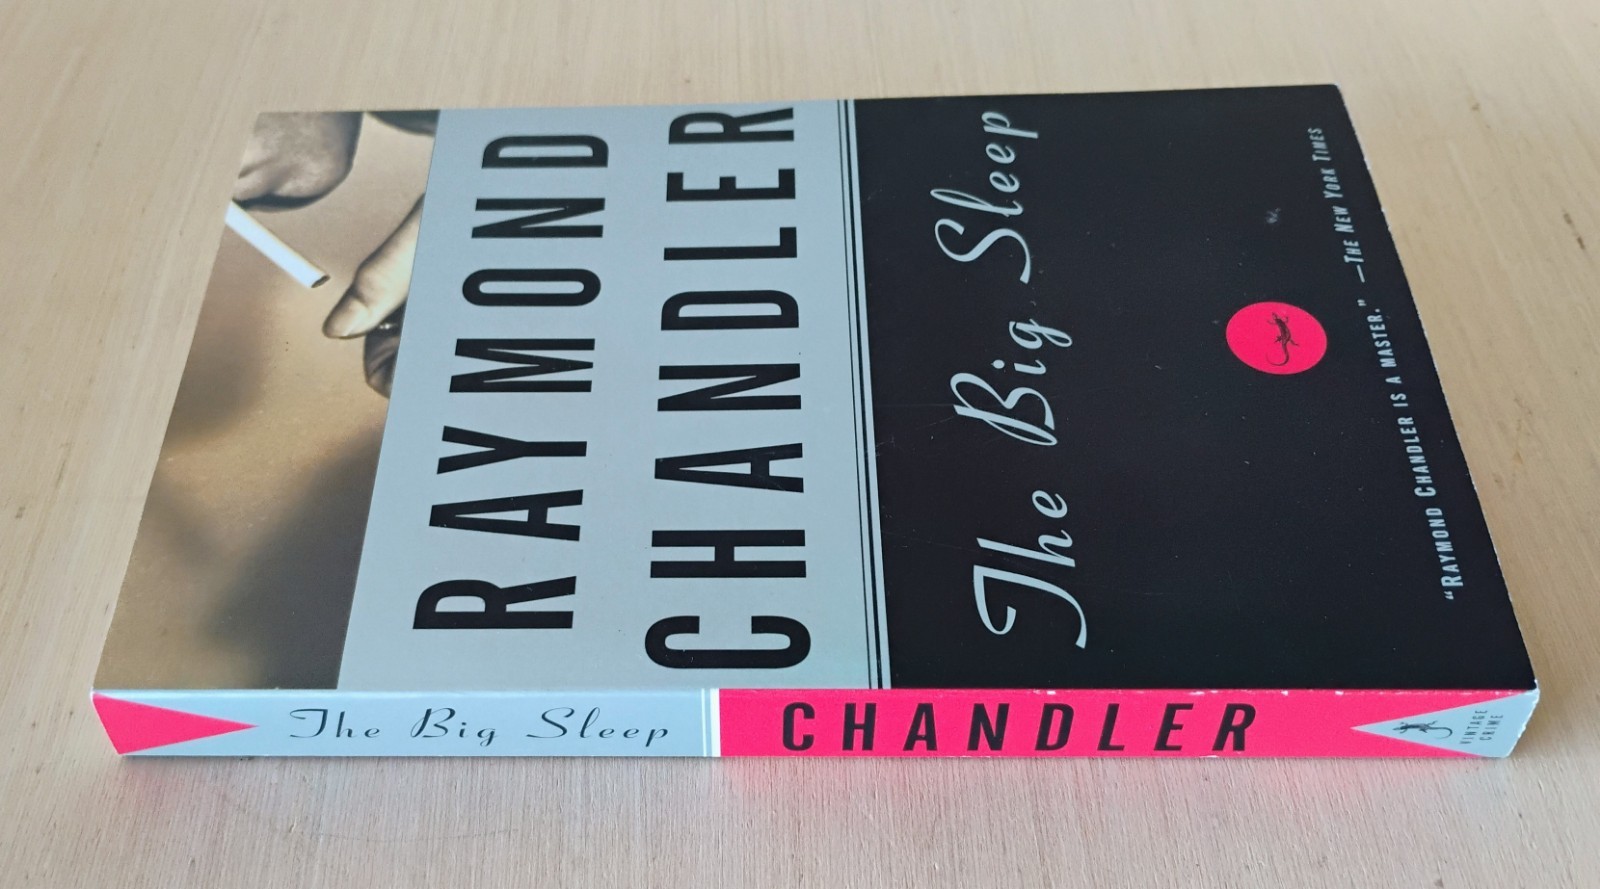 RAYMOND
CHANDLER
The Big Sleep
“RAYMOND CHANDLER IS A MASTER.” —THE NEW YORK TIMES
The Big Sleep
CHANDLER
VINTAGE
CRIME